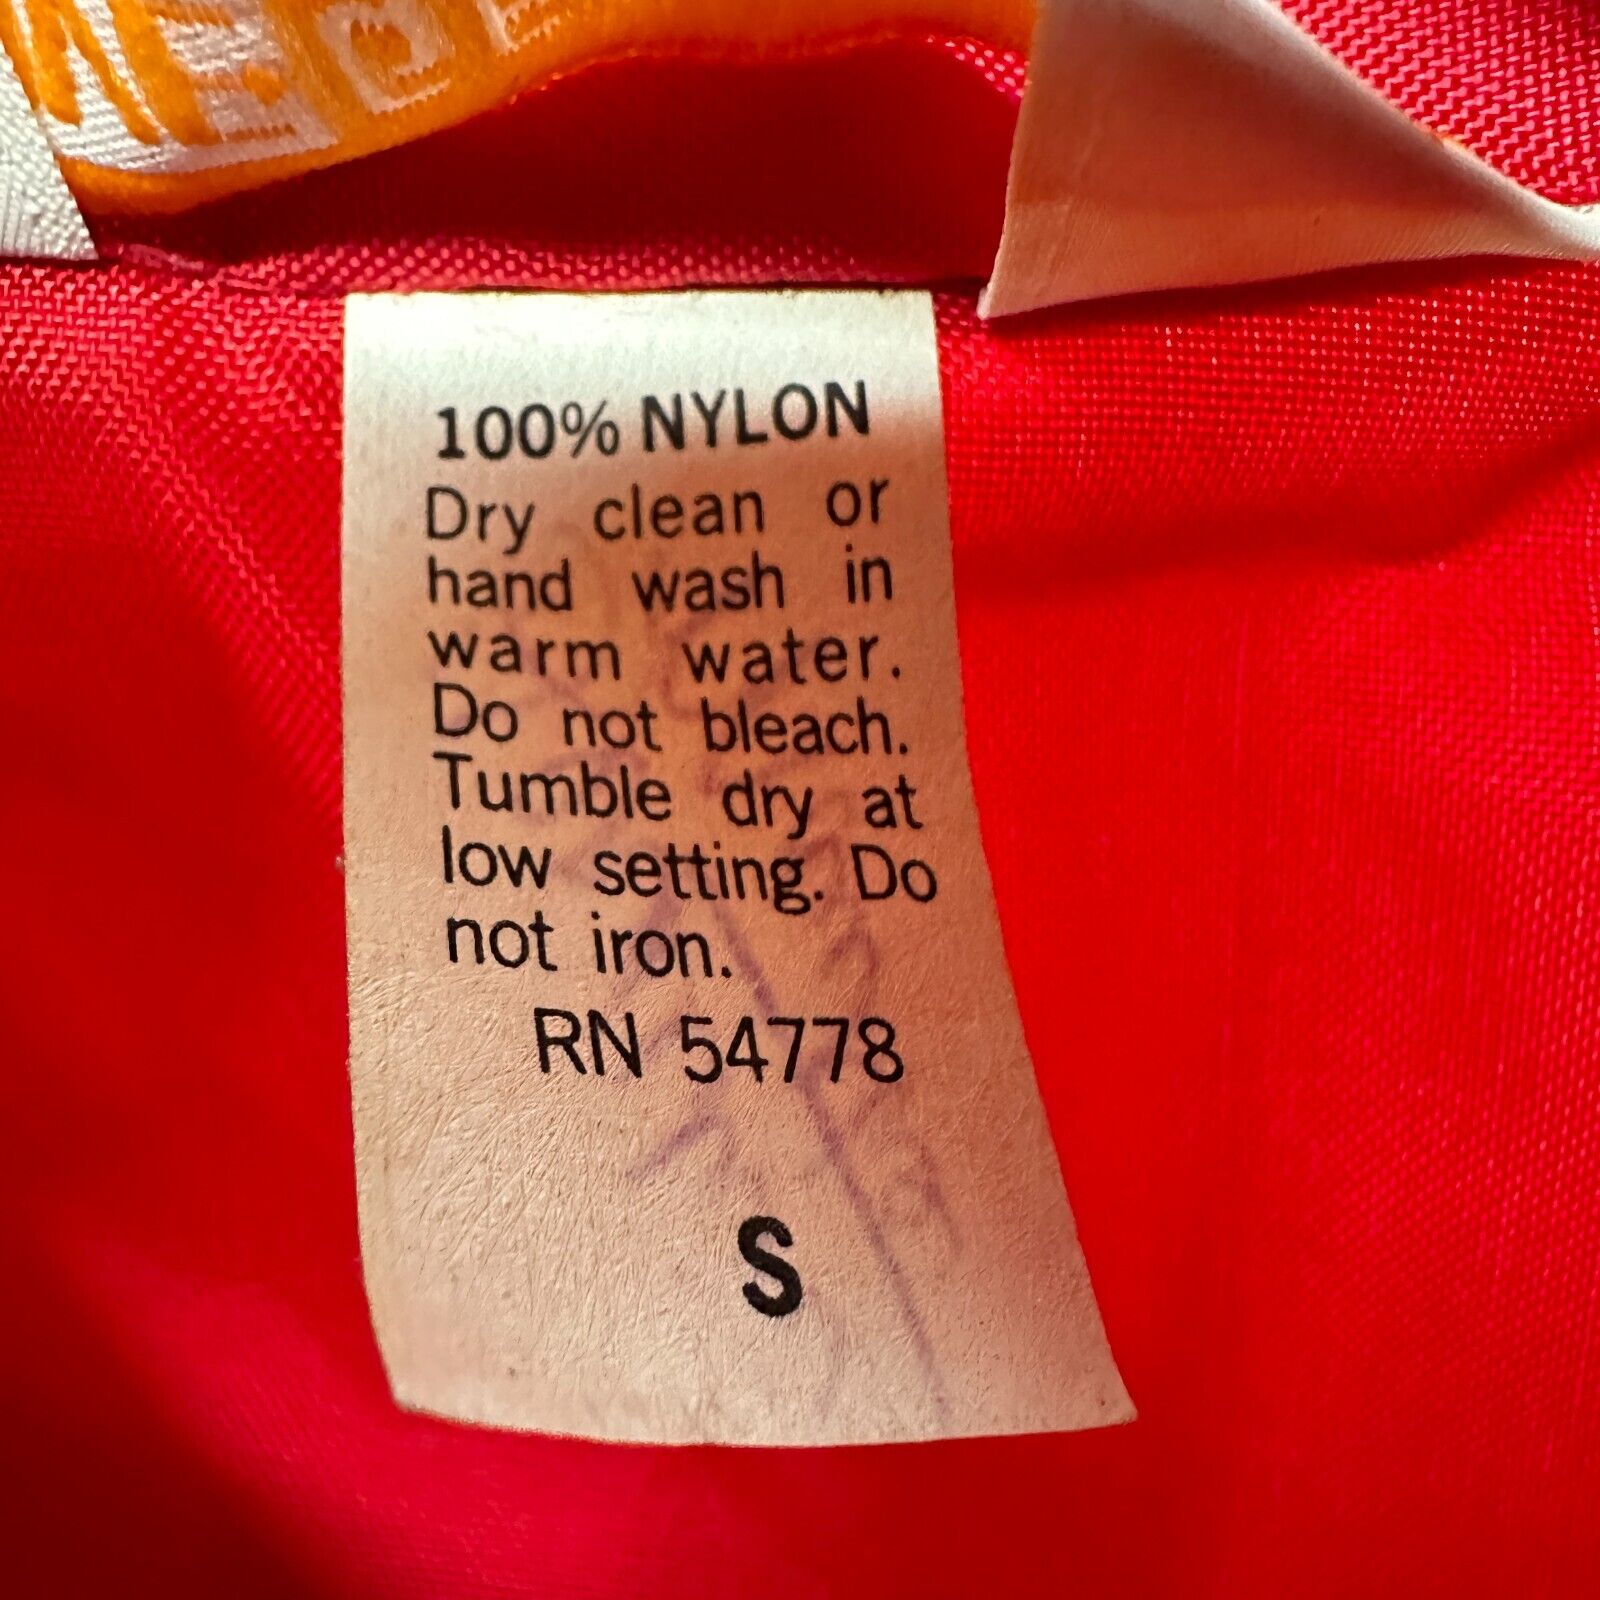 100% NYLON
Dry clean or
hand wash in
warm water.
Do not bleach.
Tumble dry at
low setting. Do
not iron.
RN 54778
S